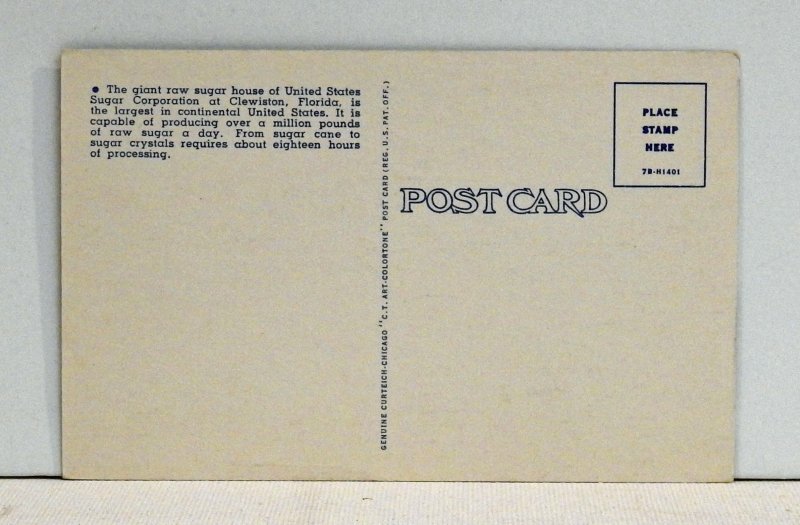 ● The giant raw sugar house of United States
Sugar Corporation at Clewiston, Florida, is
the largest in continental United States. It is
capable of producing over a million pounds
of raw sugar a day. From sugar cane to
sugar crystals requires about eighteen hours
of processing.
GENUINE CURTEICH-CHICAGO "C.T. ART-COLORTONE" POST CARD (REG. U.S. PAT. OFF.)
POST CARD
PLACE
STAMP
HERE
7B-H1401